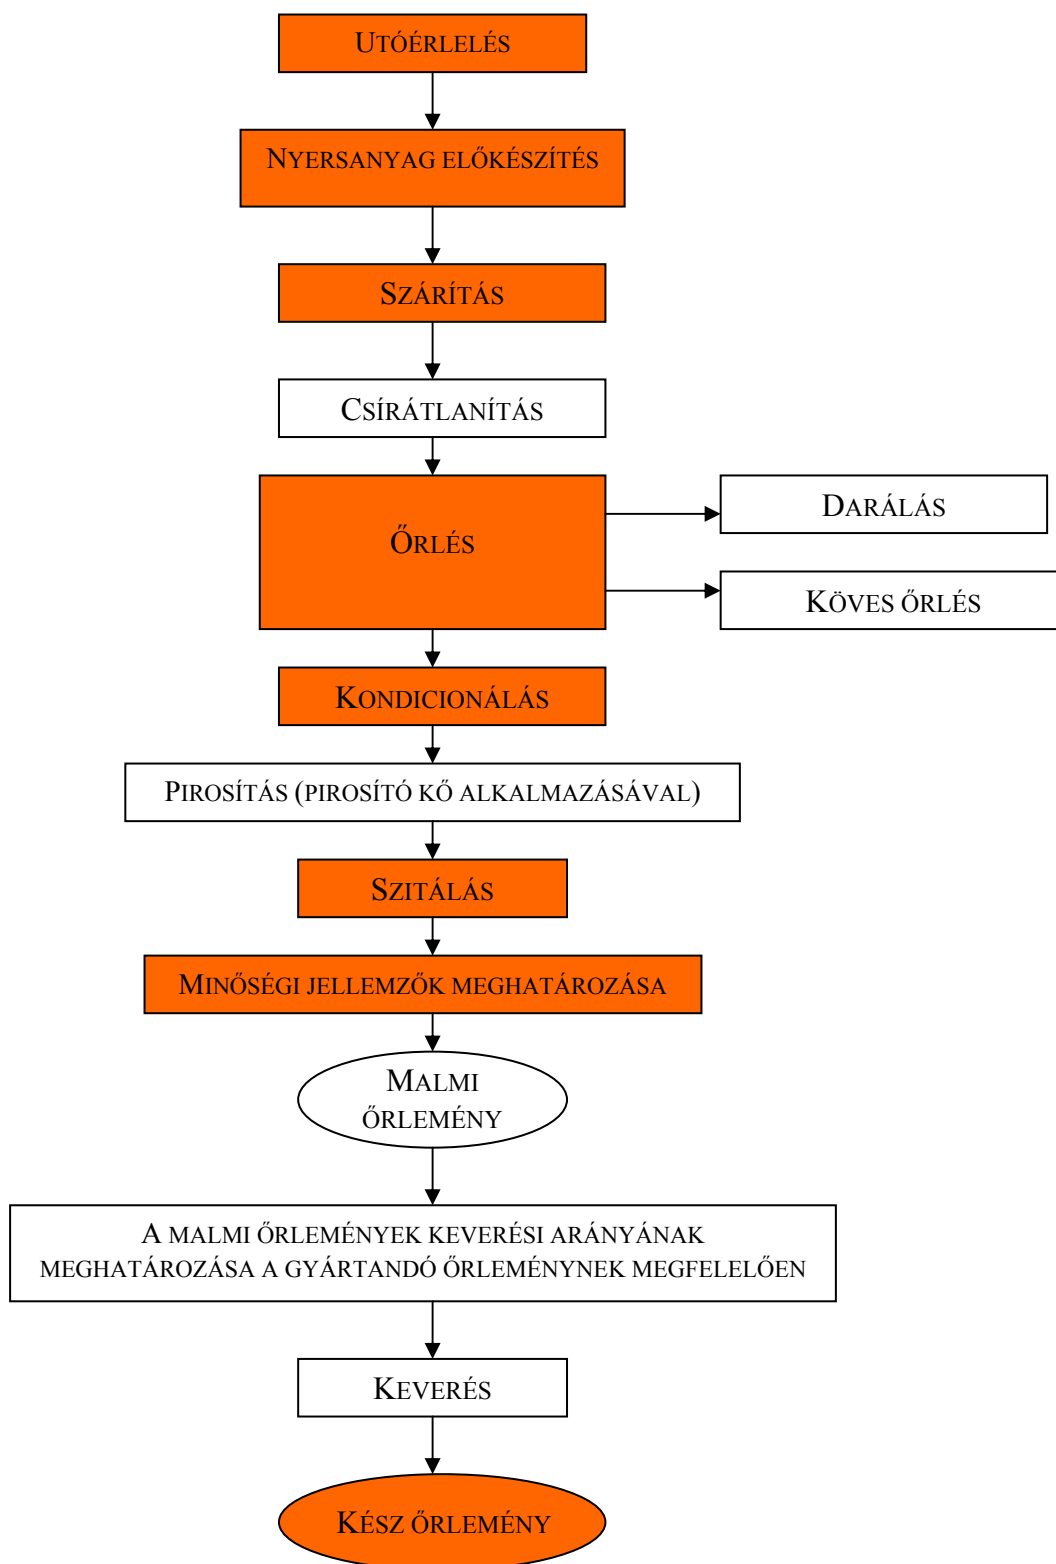 UTÓÉRLELÉS
NYERSANYAG ELŐKÉSZÍTÉS
SZÁRÍTÁS
CSÍRÁTLANÍTÁS
ŐRLÉS
DARÁLÁS
KÖVES ŐRLÉS
KONDICIONÁLÁS
PIROSÍTÁS (PIROSÍTÓ KŐ ALKALMAZÁSÁVAL)
SZITÁLÁS
MINŐSÉGI JELLEMZŐK MEGHATÁROZÁSA
MALMI
ŐRLEMÉNY
A MALMI ŐRLEMÉNYEK KEVERÉSI ARÁNYÁNAK
MEGHATÁROZÁSA A GYÁRTANDÓ ŐRLEMÉNYNEK MEGFELELŐEN
KEVERÉS
KÉSZ ŐRLEMÉNY